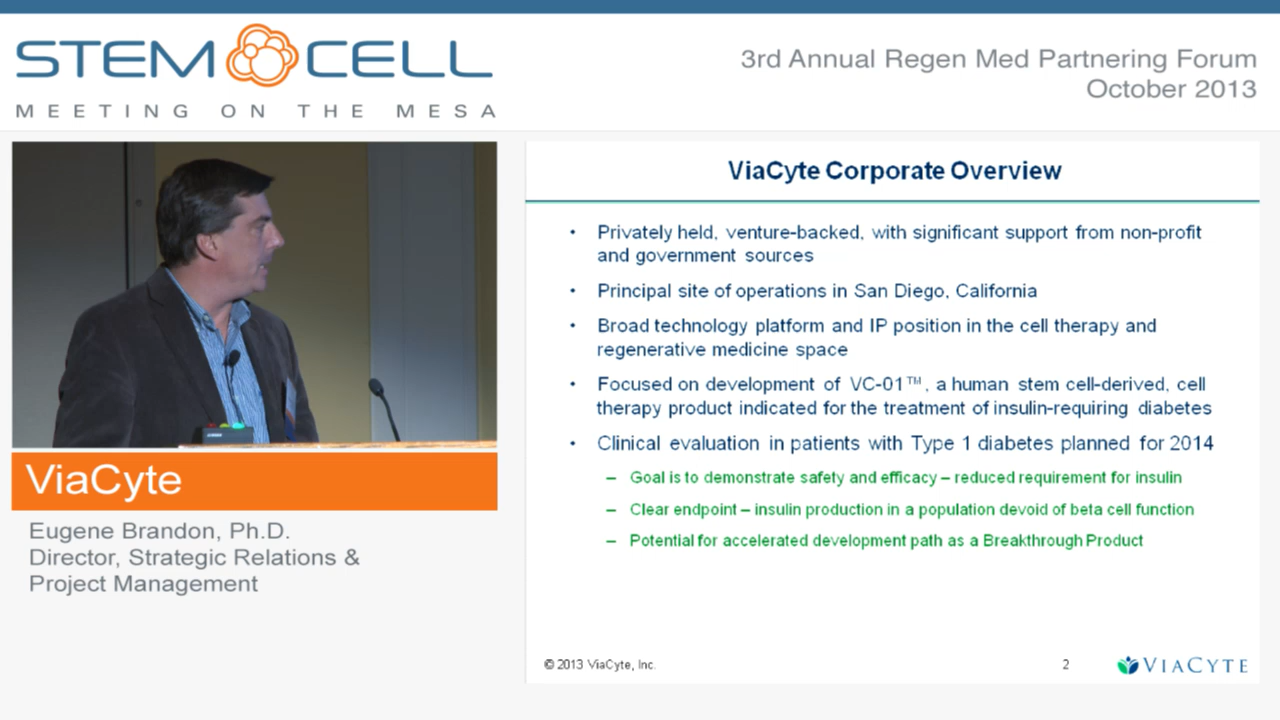 STEM CELL
MEETING ON THE MESA
3rd Annual Regen Med Partnering Forum
October 2013
ViaCyte
Eugene Brandon, Ph.D.
Director, Strategic Relations &
Project Management
ViaCyte Corporate Overview
• Privately held, venture-backed, with significant support from non-profit
and government sources
• Principal site of operations in San Diego, California
• Broad technology platform and IP position in the cell therapy and
regenerative medicine space
• Focused on development of VC-01™, a human stem cell-derived, cell
therapy product indicated for the treatment of insulin-requiring diabetes
• Clinical evaluation in patients with Type 1 diabetes planned for 2014
– Goal is to demonstrate safety and efficacy – reduced requirement for insulin
– Clear endpoint – insulin production in a population devoid of beta cell function
– Potential for accelerated development path as a Breakthrough Product
© 2013 ViaCyte, Inc.
2
VIACYTE